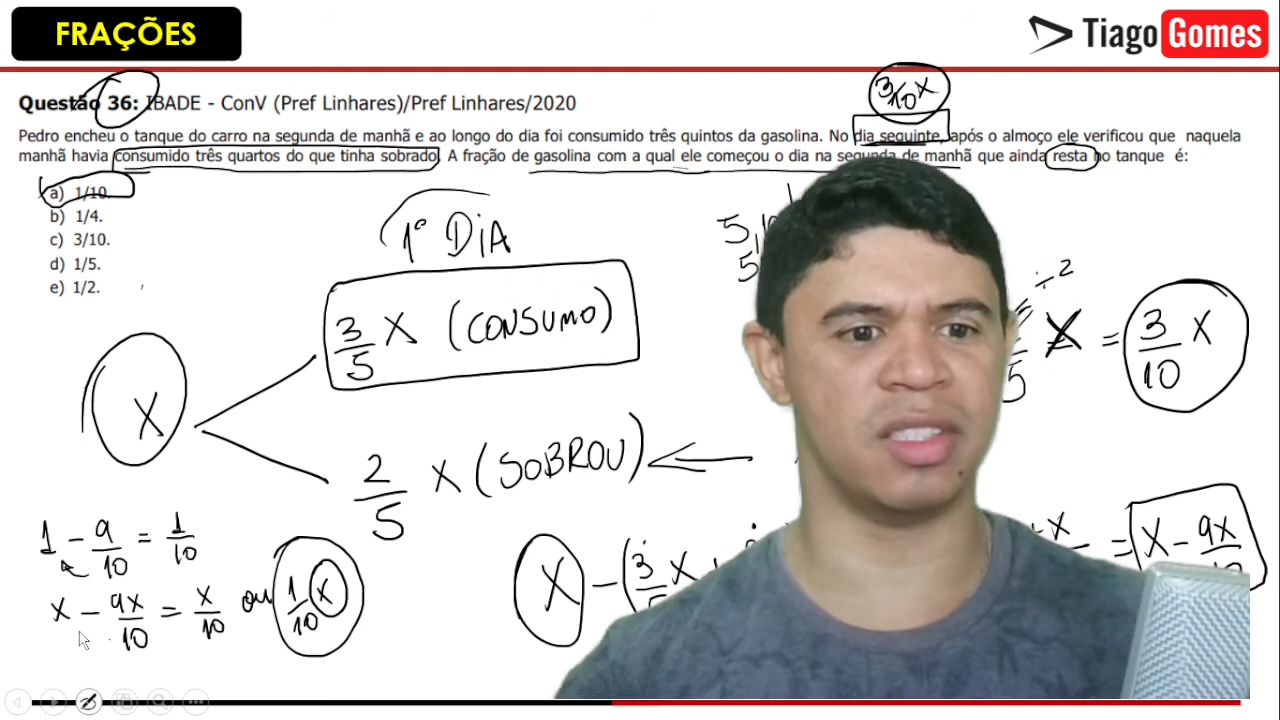 FRAÇÕES
Tiago Gomes
3/10 x
Questão 36: IBADE - ConV (Pref Linhares)/Pref Linhares/2020
Pedro encheu o tanque do carro na segunda de manhã e ao longo do dia foi consumido três quintos da gasolina. No dia seguinte, após o almoço ele verificou que naquela
manhã havia consumido três quartos do que tinha sobrado. A fração de gasolina com a qual ele começou o dia na segunda de manhã que ainda resta no tanque é:
a) 1/10.
b) 1/4.
c) 3/10.
d) 1/5.
e) 1/2.
1º DIA
3/5 X (CONSUMO)
X
2/5 X (SOBROU)
÷2
X = 3/10 X
1 - 9/10 = 1/10
x - 9x/10 = x/10 ou 1/10 x
X - (3/5 X
= X - 9X